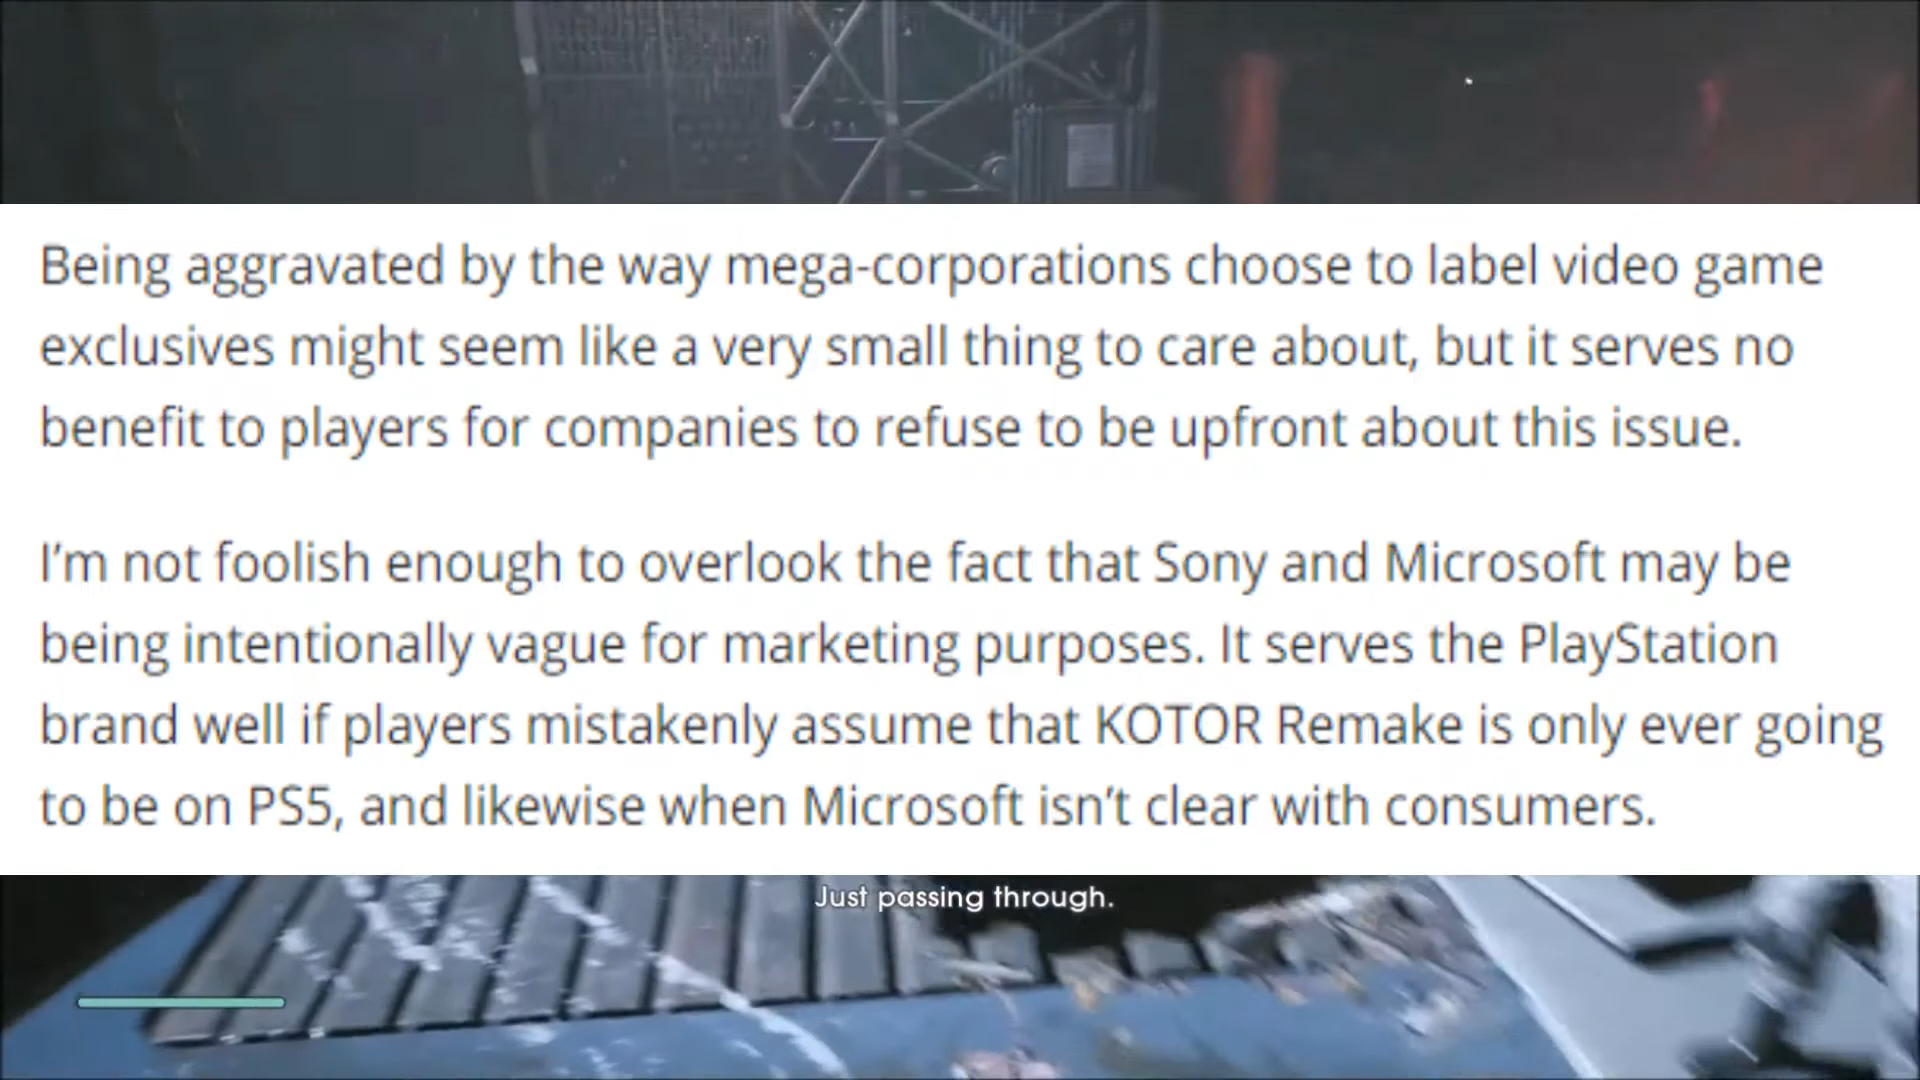 Being aggravated by the way mega-corporations choose to label video game
exclusives might seem like a very small thing to care about, but it serves no
benefit to players for companies to refuse to be upfront about this issue.
I’m not foolish enough to overlook the fact that Sony and Microsoft may be
being intentionally vague for marketing purposes. It serves the PlayStation
brand well if players mistakenly assume that KOTOR Remake is only ever going
to be on PS5, and likewise when Microsoft isn’t clear with consumers.
Just passing through.